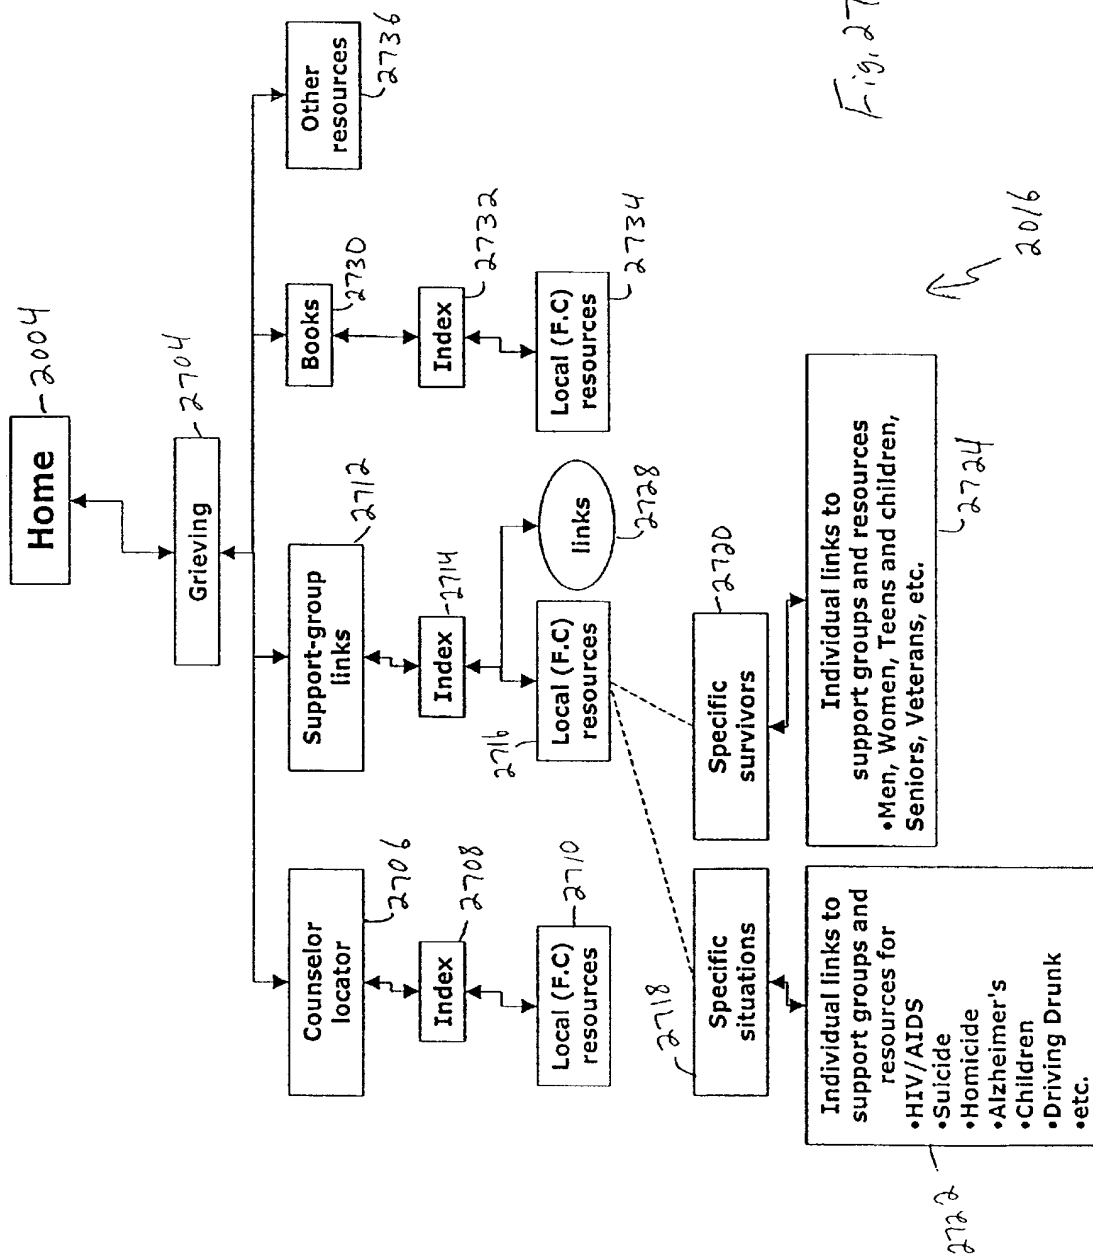 Home
2004
Grieving
2704
Counselor
locator
2706
Support-group
links
2712
Books
2730
Other
resources
2736
Index
2708
Index
2714
Index
2732
Local (F.C)
resources
2710
Local (F.C)
resources
2716
links
2728
Local (F.C)
resources
2734
Specific
situations
2718
Specific
survivors
2720
Individual links to
support groups and
resources for
•HIV/AIDS
•Suicide
•Homicide
•Alzheimer's
•Children
•Driving Drunk
•etc.
2722
Individual links to
support groups and resources
•Men, Women, Teens and children,
Seniors, Veterans, etc.
2724
2016
Fig. 27